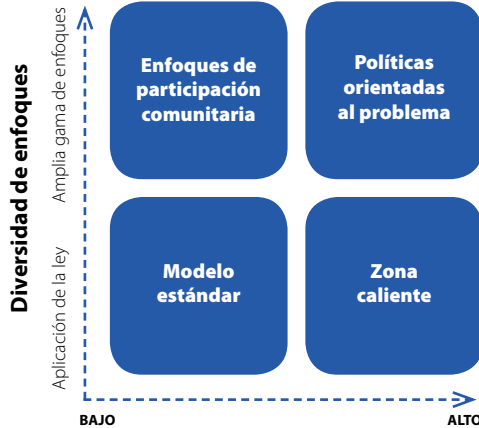 Diversidad de enfoques
Amplia gama de enfoques
Aplicación de la ley
Enfoques de
participación
comunitaria
Políticas
orientadas
al problema
Modelo
estándar
Zona
caliente
BAJO
ALTO